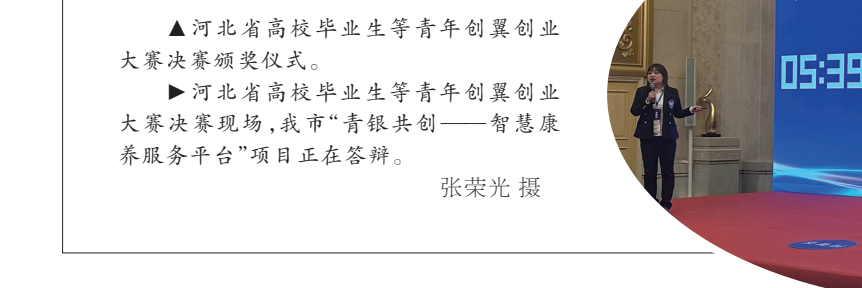 ▲河北省高校毕业生等青年创翼创业
大赛决赛颁奖仪式。
▶河北省高校毕业生等青年创翼创业
大赛决赛现场,我市“青银共创——智慧康
养服务平台”项目正在答辩。
张荣光 摄
05:39